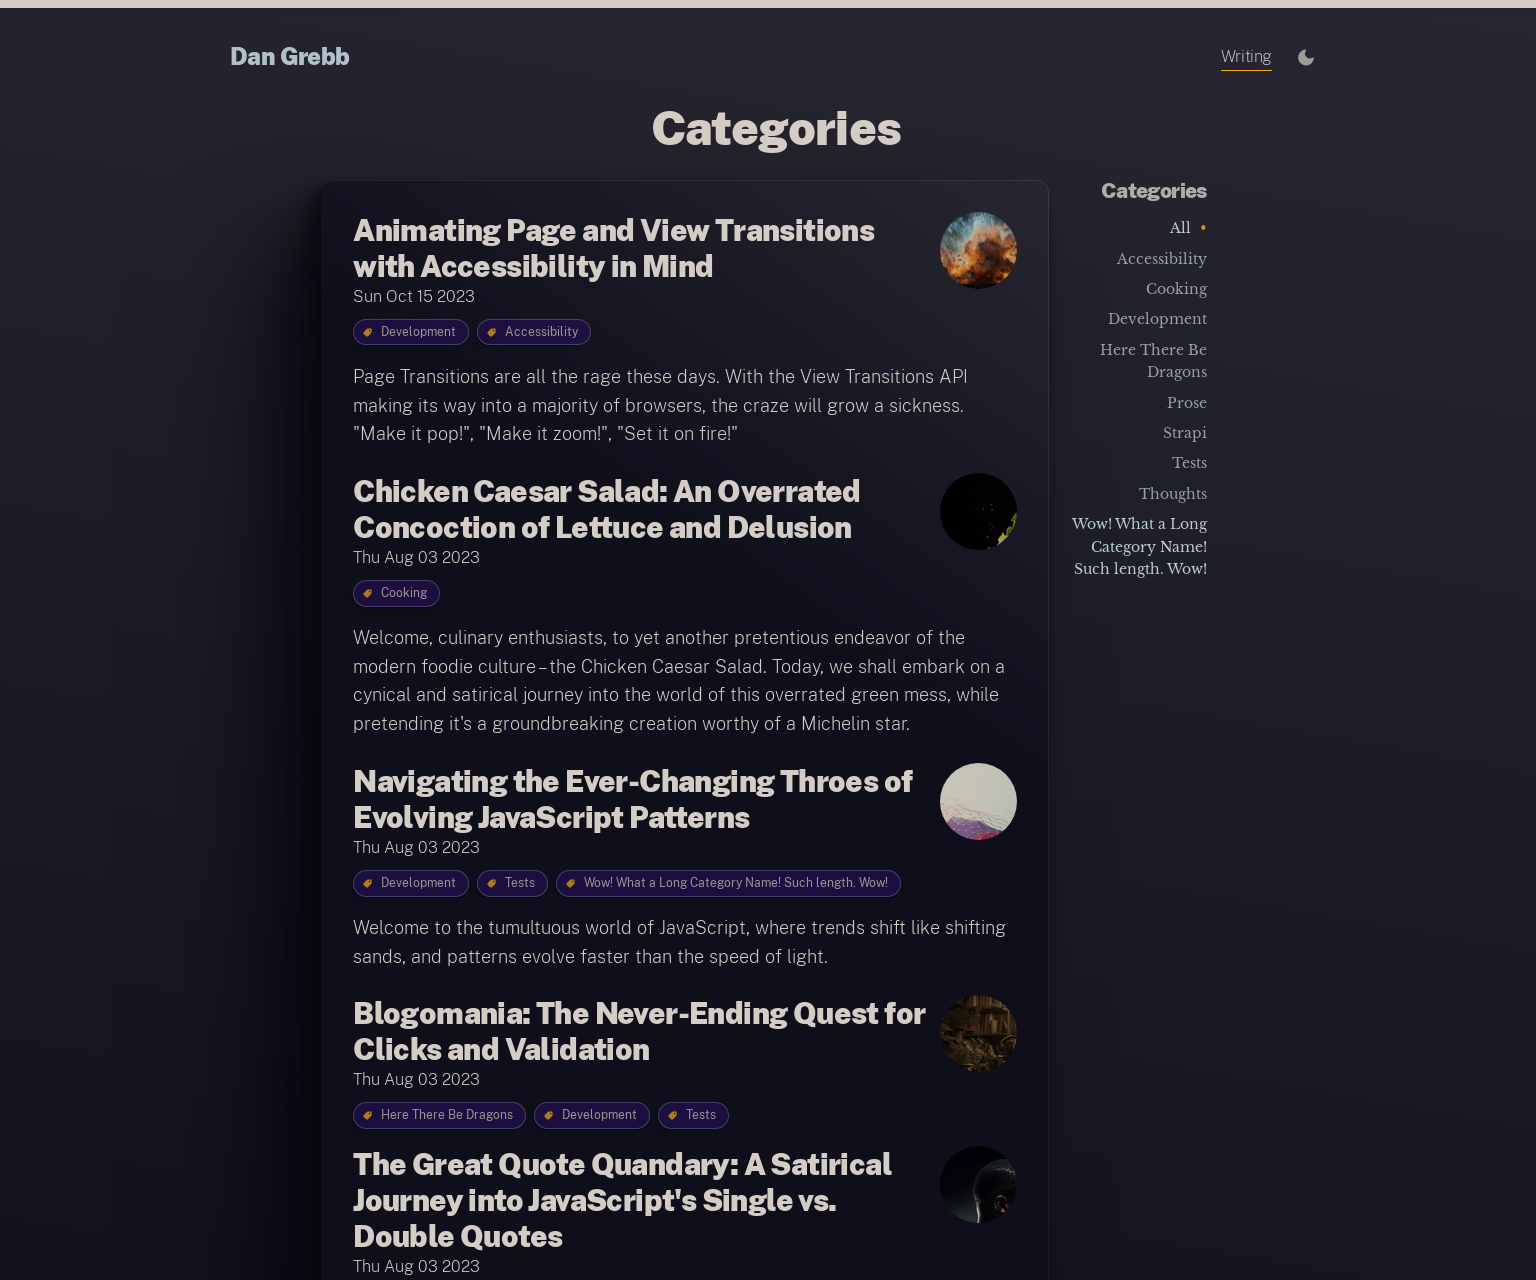 Dan Grebb
Writing
Categories
Animating Page and View Transitions
with Accessibility in Mind
Sun Oct 15 2023
Development
Accessibility
Page Transitions are all the rage these days. With the View Transitions API
making its way into a majority of browsers, the craze will grow a sickness.
"Make it pop!", "Make it zoom!", "Set it on fire!"
Chicken Caesar Salad: An Overrated
Concoction of Lettuce and Delusion
Thu Aug 03 2023
Cooking
Welcome, culinary enthusiasts, to yet another pretentious endeavor of the
modern foodie culture – the Chicken Caesar Salad. Today, we shall embark on a
cynical and satirical journey into the world of this overrated green mess, while
pretending it's a groundbreaking creation worthy of a Michelin star.
Navigating the Ever-Changing Throes of
Evolving JavaScript Patterns
Thu Aug 03 2023
Development
Tests
Wow! What a Long Category Name! Such length. Wow!
Welcome to the tumultuous world of JavaScript, where trends shift like shifting
sands, and patterns evolve faster than the speed of light.
Blogomania: The Never-Ending Quest for
Clicks and Validation
Thu Aug 03 2023
Here There Be Dragons
Development
Tests
The Great Quote Quandary: A Satirical
Journey into JavaScript's Single vs.
Double Quotes
Thu Aug 03 2023
Categories
All •
Accessibility
Cooking
Development
Here There Be
Dragons
Prose
Strapi
Tests
Thoughts
Wow! What a Long
Category Name!
Such length. Wow!